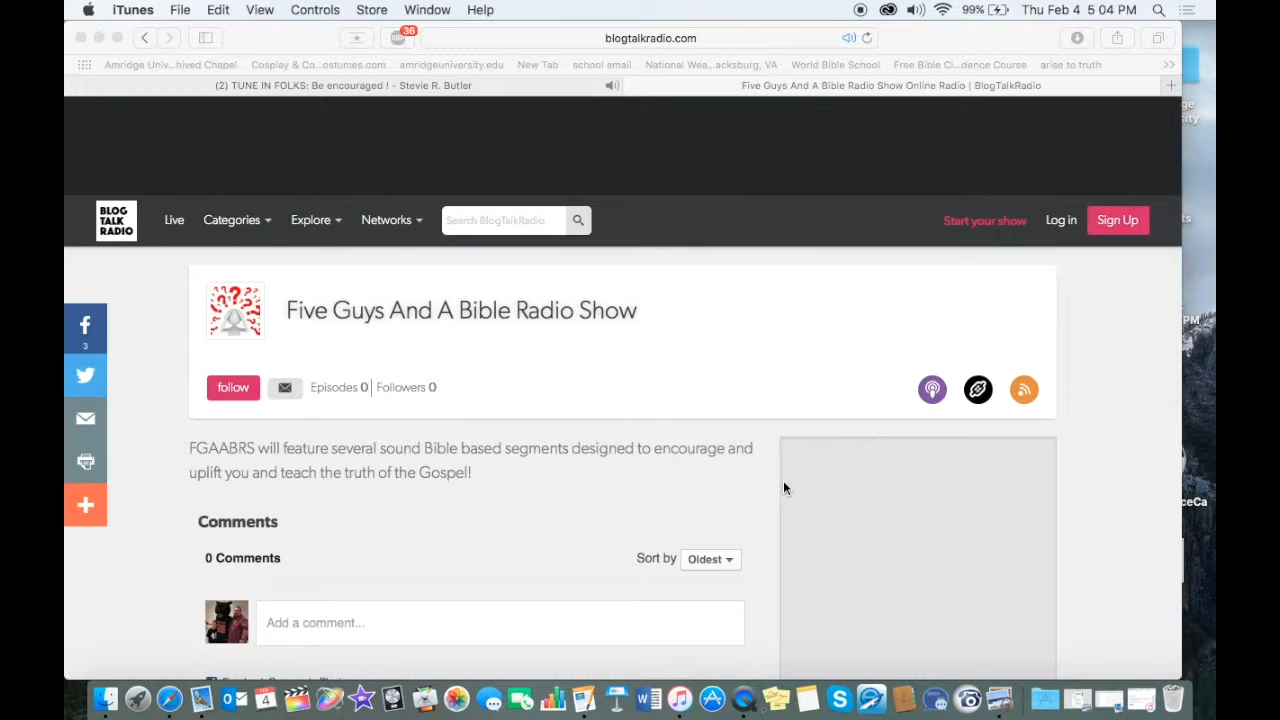 iTunes File Edit View Controls Store Window Help 99% Thu Feb 4 5:04 PM
36
blogtalkradio.com
Amridge Un...hived Chapel Cosplay & Co...ostumes.com amridgeuniversity.edu New Tab school email National Wea...acksburg, VA World Bible School Free Bible Cl...dence Course arise to truth
(2) TUNE IN FOLKS: Be encouraged ! - Stevie R. Butler Five Guys And A Bible Radio Show Online Radio | BlogTalkRadio
BLOG
TALK
RADIO
Live Categories Explore Networks Search BlogTalkRadio Start your show Log in Sign Up
Five Guys And A Bible Radio Show
3
follow Episodes 0 Followers 0
FGAABRS will feature several sound Bible based segments designed to encourage and
uplift you and teach the truth of the Gospel!
Comments
0 Comments Sort by Oldest
Add a comment...